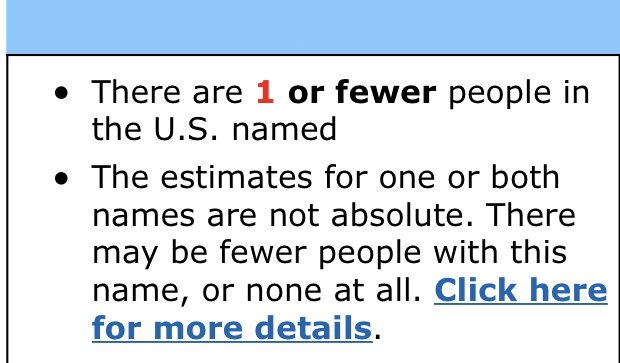 There are 1 or fewer people in
the U.S. named
The estimates for one or both
names are not absolute. There
may be fewer people with this
name, or none at all. Click here
for more details.